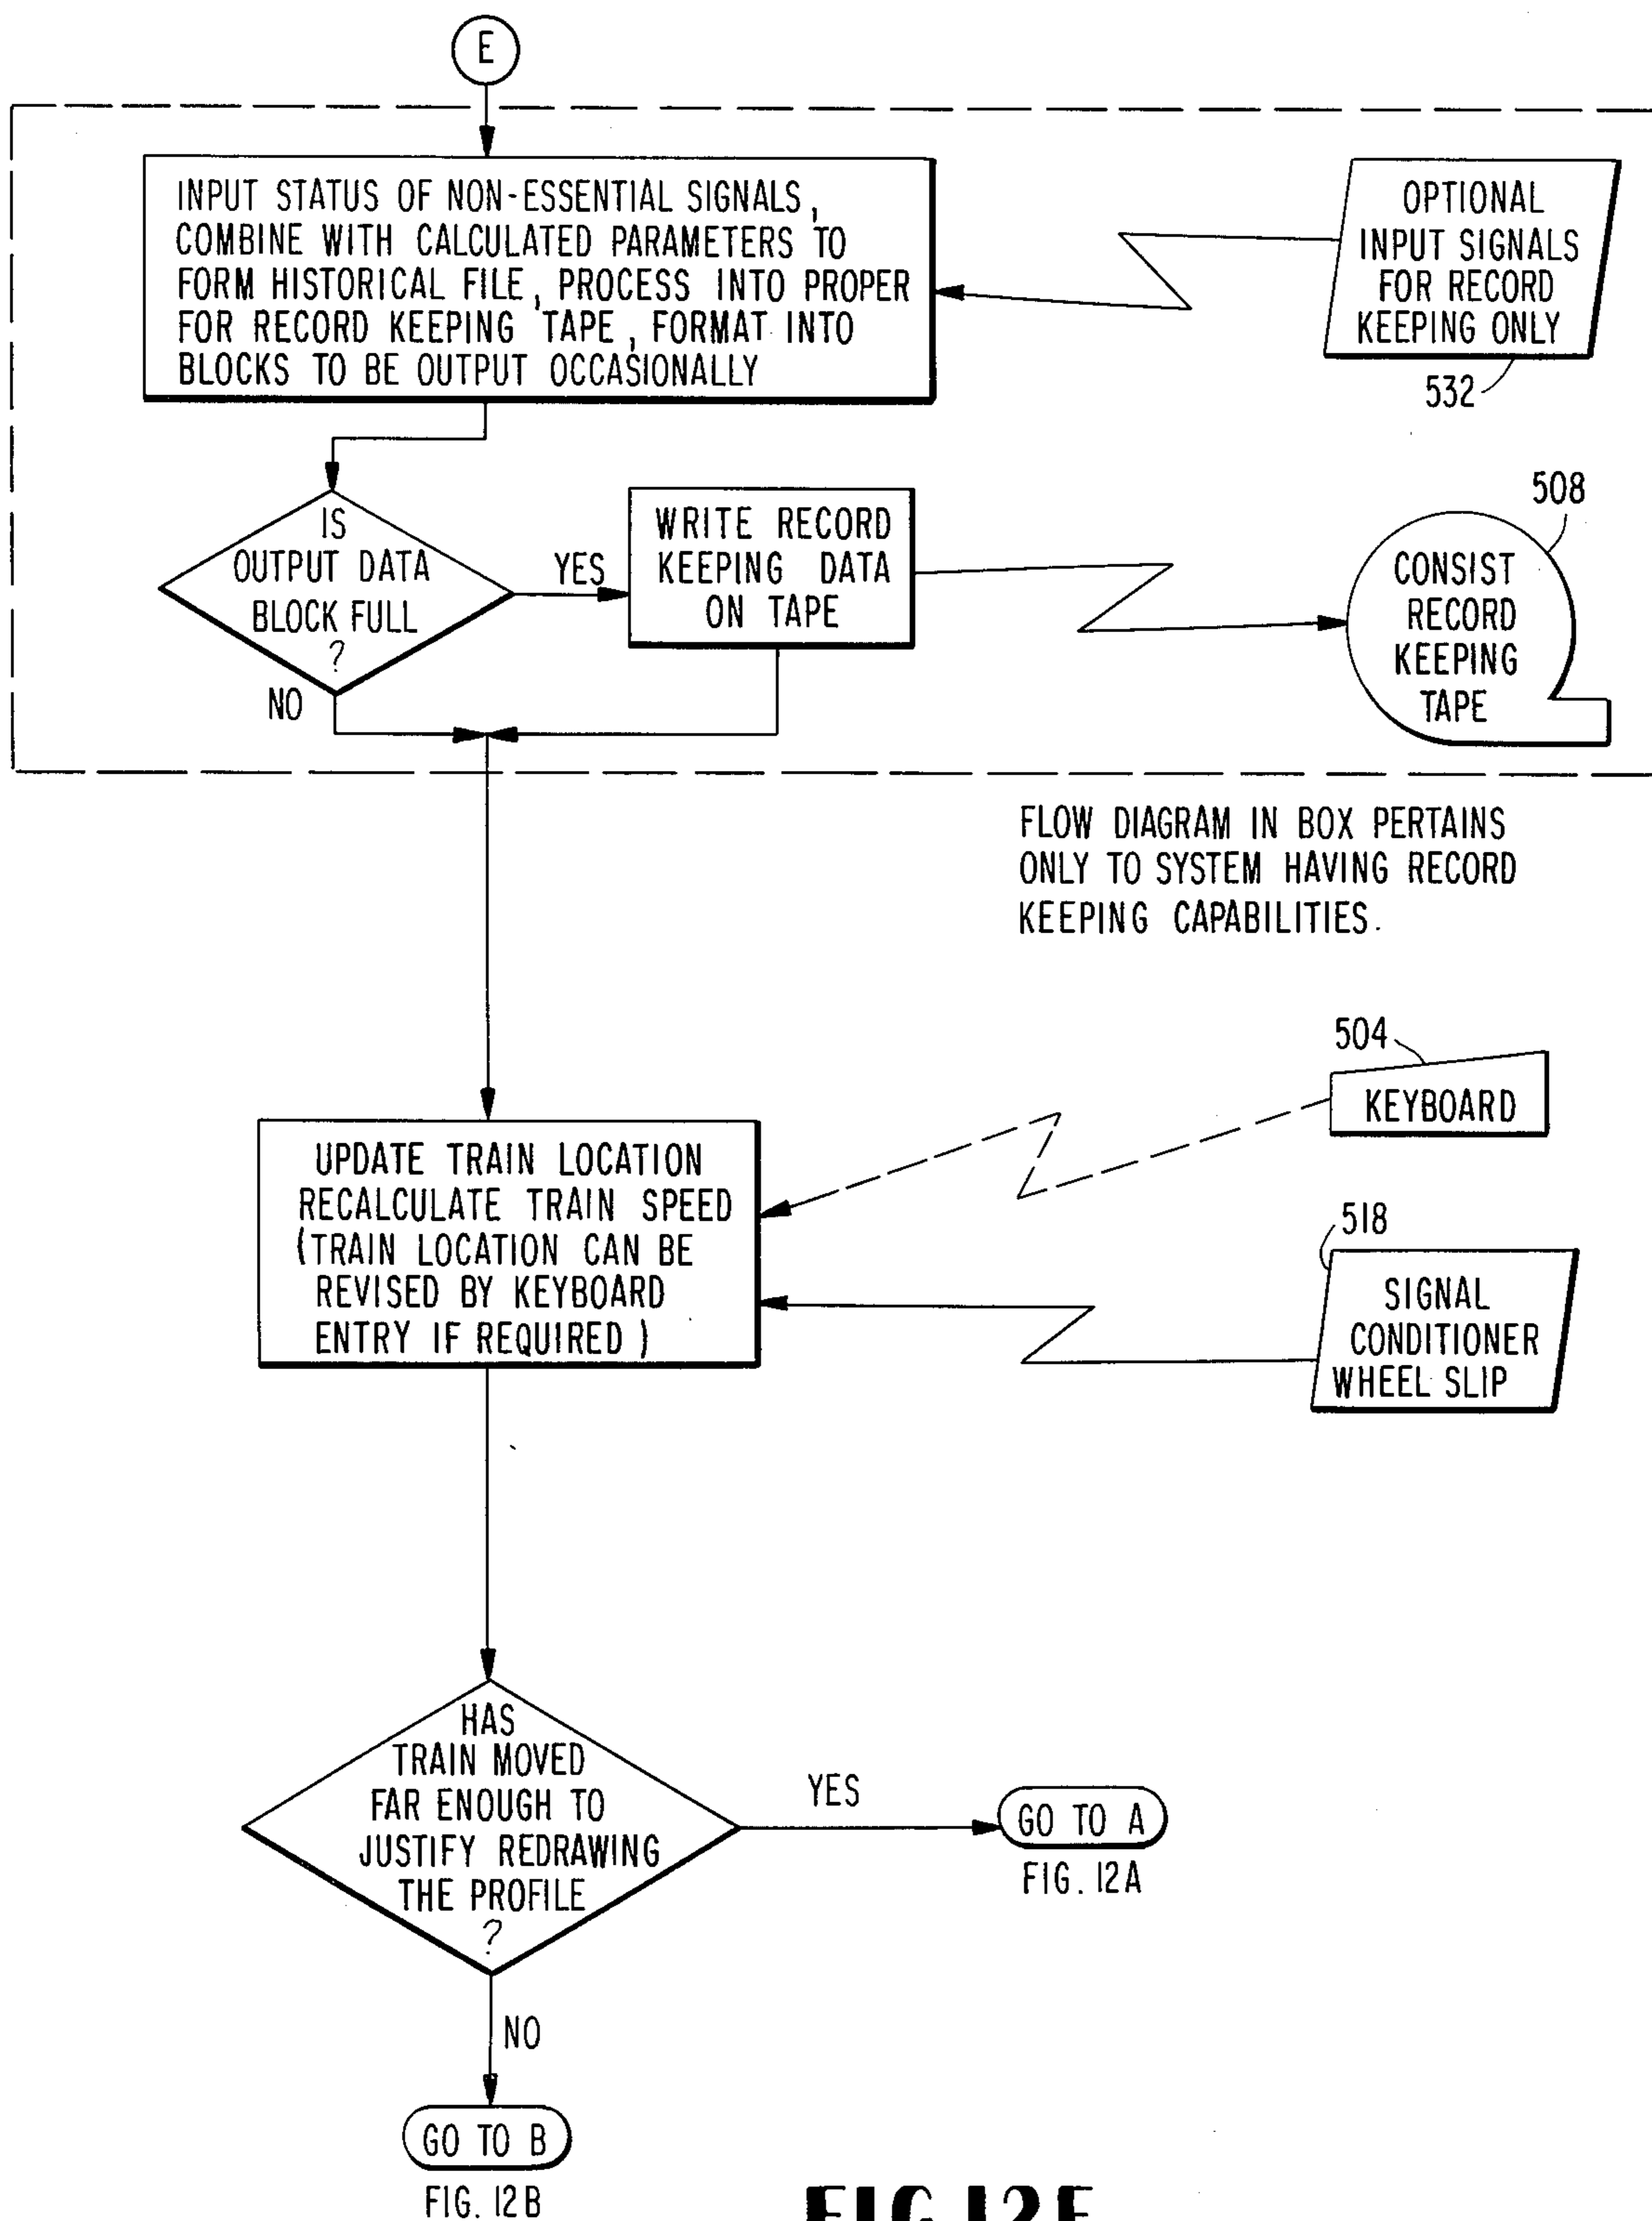 E
INPUT STATUS OF NON-ESSENTIAL SIGNALS,
COMBINE WITH CALCULATED PARAMETERS TO
FORM HISTORICAL FILE, PROCESS INTO PROPER
FOR RECORD KEEPING TAPE, FORMAT INTO
BLOCKS TO BE OUTPUT OCCASIONALLY
OPTIONAL
INPUT SIGNALS
FOR RECORD
KEEPING ONLY
532
IS
OUTPUT DATA
BLOCK FULL
?
YES
NO
WRITE RECORD
KEEPING DATA
ON TAPE
508
CONSIST
RECORD
KEEPING
TAPE
FLOW DIAGRAM IN BOX PERTAINS
ONLY TO SYSTEM HAVING RECORD
KEEPING CAPABILITIES.
504
KEYBOARD
UPDATE TRAIN LOCATION
RECALCULATE TRAIN SPEED
(TRAIN LOCATION CAN BE
REVISED BY KEYBOARD
ENTRY IF REQUIRED)
518
SIGNAL
CONDITIONER
WHEEL SLIP
HAS
TRAIN MOVED
FAR ENOUGH TO
JUSTIFY REDRAWING
THE PROFILE
?
YES
GO TO A
FIG. 12A
NO
GO TO B
FIG. 12B